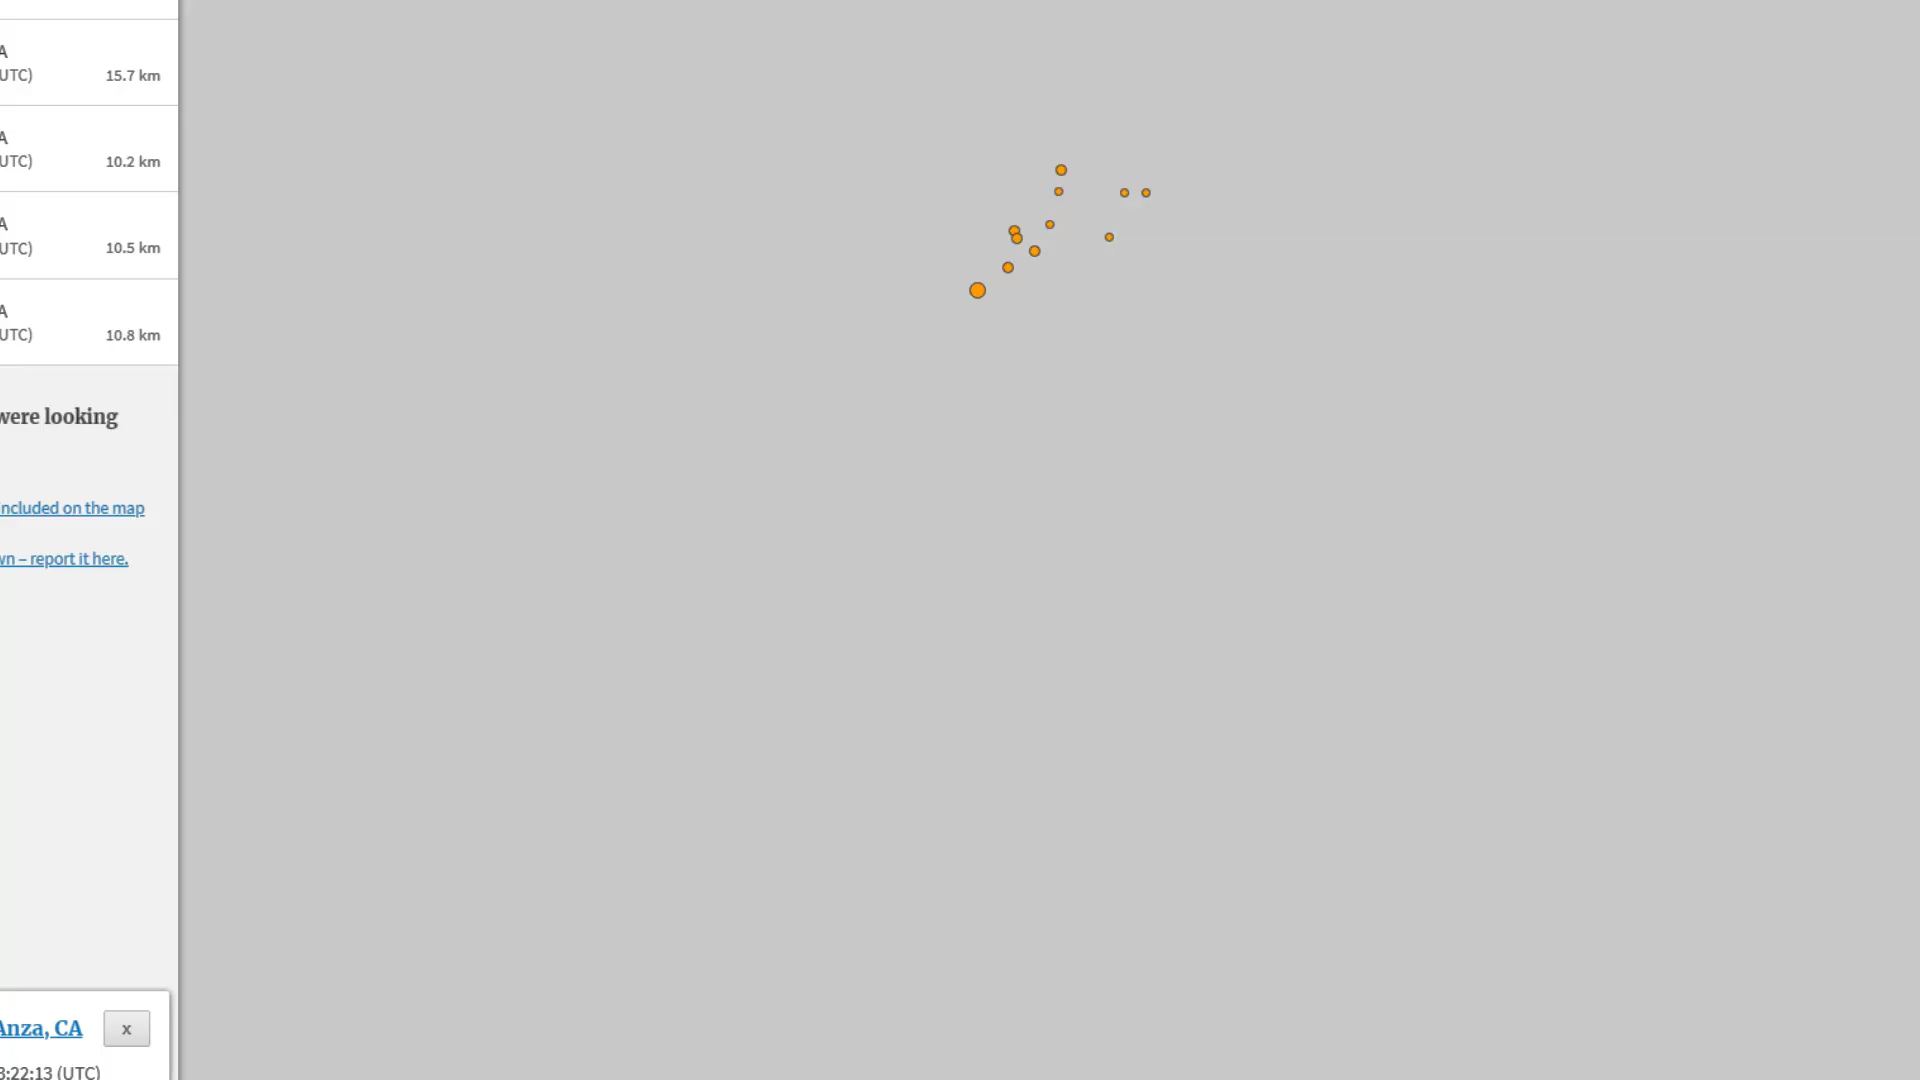 A
(UTC) 15.7 km
A
(UTC) 10.2 km
A
(UTC) 10.5 km
A
(UTC) 10.8 km
were looking
included on the map
wn – report it here.
Anza, CA x
3:22:13 (UTC)